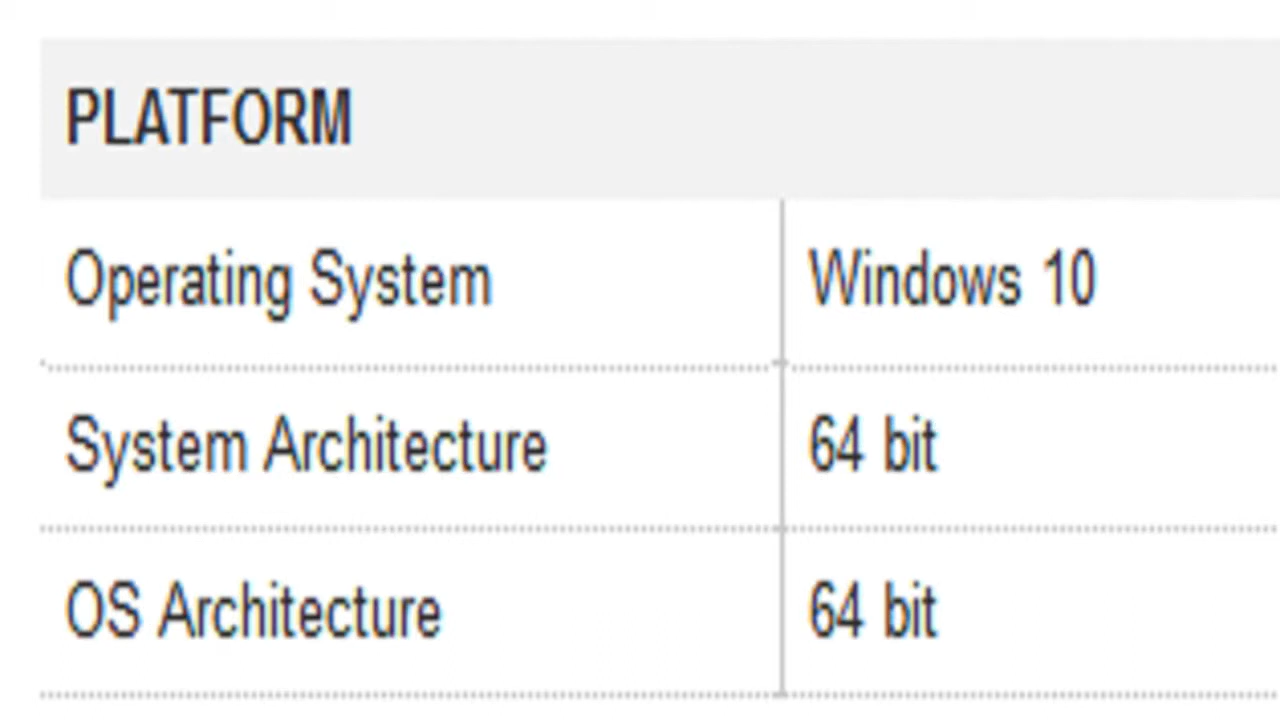 PLATFORM
Operating System Windows 10
System Architecture 64 bit
OS Architecture 64 bit